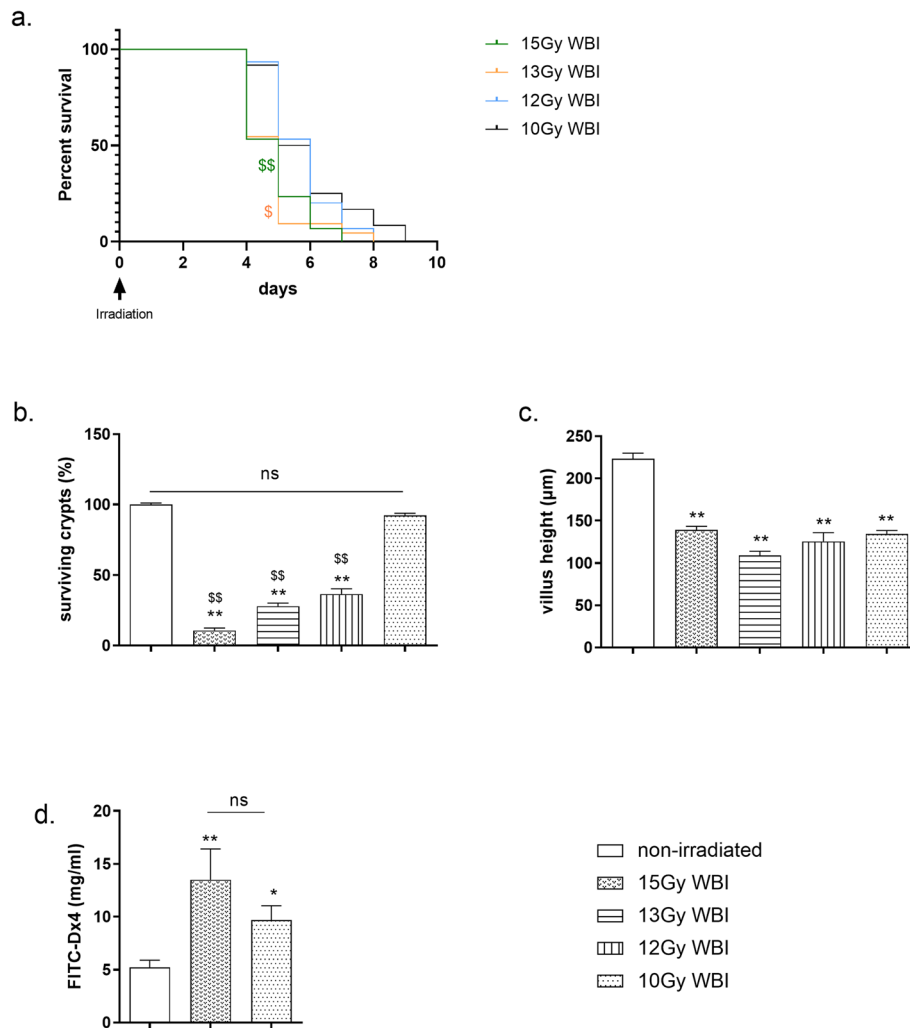 a.
Percent survival
100
50
0
$$
$
0 2 4 6 8 10
days
Irradiation
15Gy WBI
13Gy WBI
12Gy WBI
10Gy WBI
b.
surviving crypts (%)
150
100
50
0
ns
$$
**
$$
**
$$
**
c.
villus height (µm)
250
200
150
100
50
0
**
**
**
**
d.
FITC-Dx4 (mg/ml)
20
15
10
5
0
ns
**
*
non-irradiated
15Gy WBI
13Gy WBI
12Gy WBI
10Gy WBI